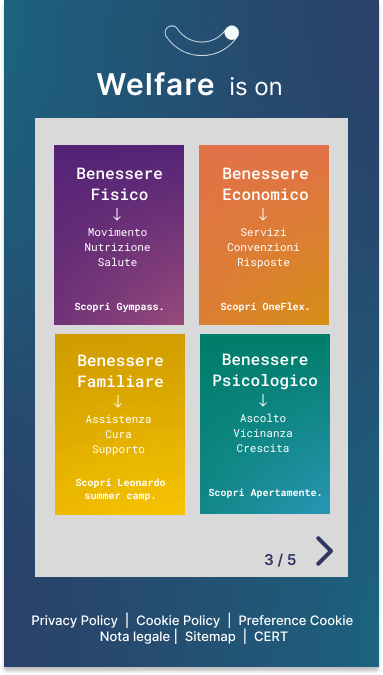 Welfare is on
Benessere
Fisico
↓
Movimento
Nutrizione
Salute
Scopri Gympass.
Benessere
Economico
↓
Servizi
Convenzioni
Risposte
Scopri OneFlex.
Benessere
Familiare
↓
Assistenza
Cura
Supporto
Scopri Leonardo
summer camp.
Benessere
Psicologico
↓
Ascolto
Vicinanza
Crescita
Scopri Apertamente.
3 / 5
Privacy Policy | Cookie Policy | Preference Cookie
Nota legale | Sitemap | CERT